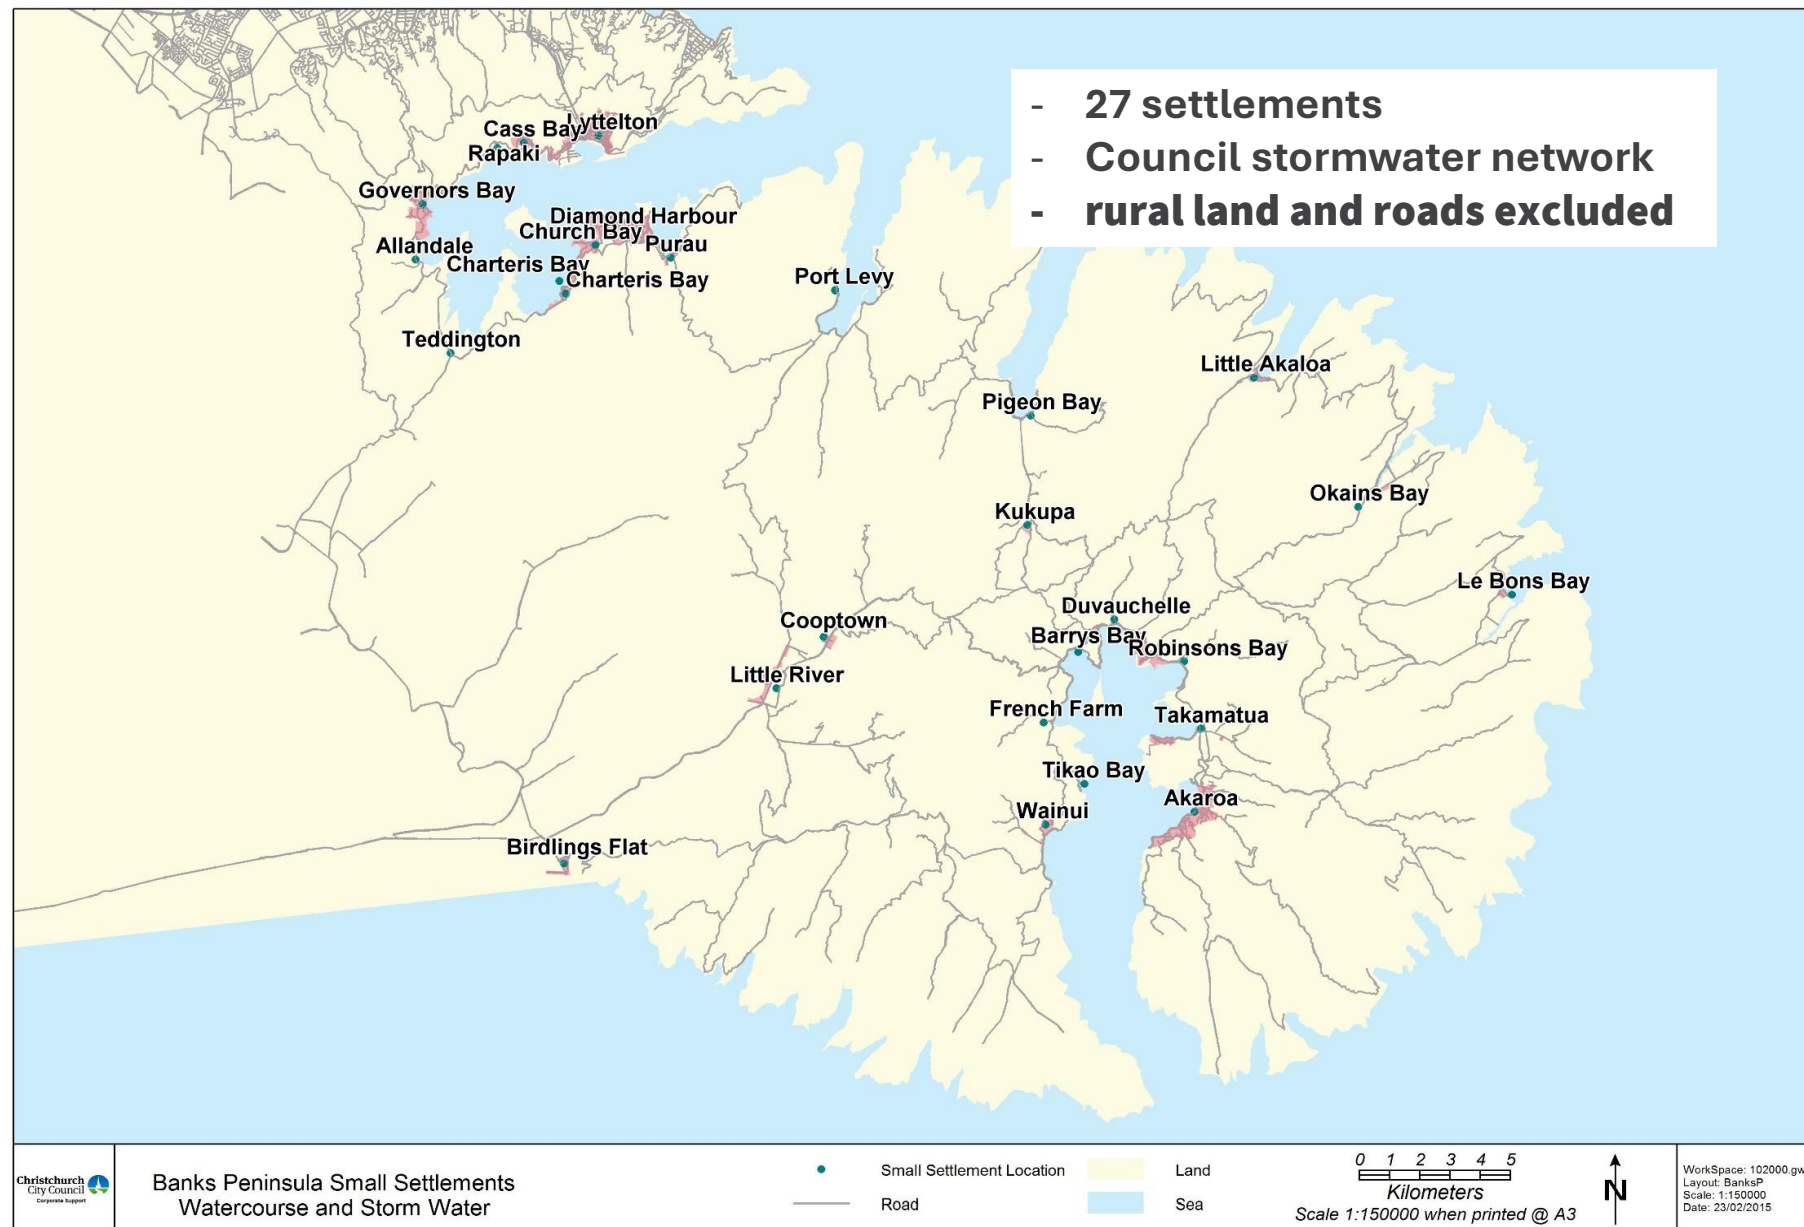 - 27 settlements
- Council stormwater network
- rural land and roads excluded
Lyttelton
Cass Bay
Rapaki
Governors Bay
Diamond Harbour
Church Bay
Purau
Allandale
Charteris Bay
Charteris Bay
Port Levy
Teddington
Little Akaloa
Pigeon Bay
Okains Bay
Kukupa
Le Bons Bay
Duvauchelle
Cooptown
Barrys Bay
Robinsons Bay
Little River
French Farm
Takamatua
Tikao Bay
Akaroa
Wainui
Birdlings Flat
Christchurch
City Council
Corporate Support
Banks Peninsula Small Settlements
Watercourse and Storm Water
Small Settlement Location
Road
Land
Sea
0 1 2 3 4 5
Kilometers
Scale 1:150000 when printed @ A3
N
WorkSpace: 102000.gw
Layout: BanksP
Scale: 1:150000
Date: 23/02/2015